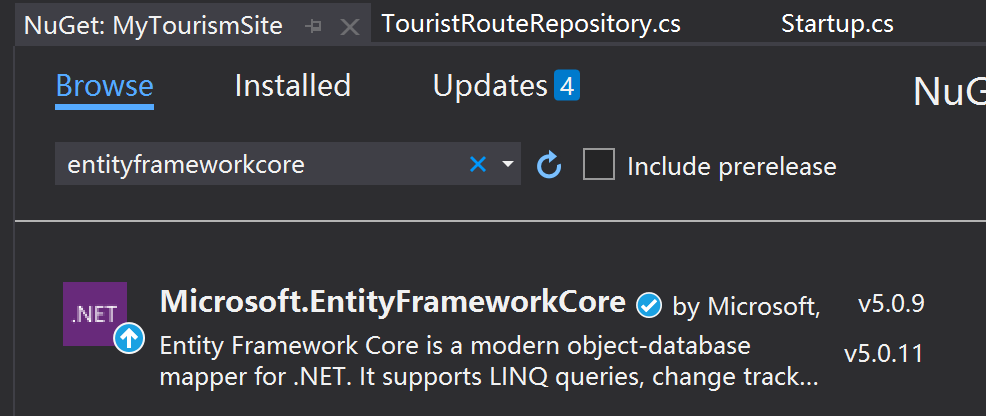 NuGet: MyTourismSite TouristRouteRepository.cs Startup.cs
Browse Installed Updates 4
entityframeworkcore Include prerelease
.NET
Microsoft.EntityFrameworkCore by Microsoft, v5.0.9
Entity Framework Core is a modern object-database v5.0.11
mapper for .NET. It supports LINQ queries, change track...